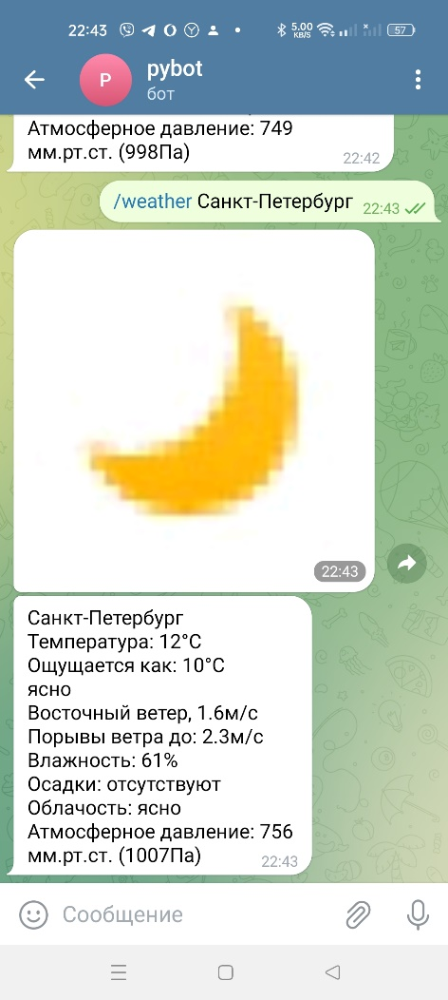 22:43
5.00
KB/S
57
P
pybot
бот
Атмосферное давление: 749
мм.рт.ст. (998Па)
22:42
/weather Санкт-Петербург
22:43
22:43
Санкт-Петербург
Температура: 12°C
Ощущается как: 10°C
ясно
Восточный ветер, 1.6м/с
Порывы ветра до: 2.3м/с
Влажность: 61%
Осадки: отсутствуют
Облачость: ясно
Атмосферное давление: 756
мм.рт.ст. (1007Па)
22:43
Сообщение